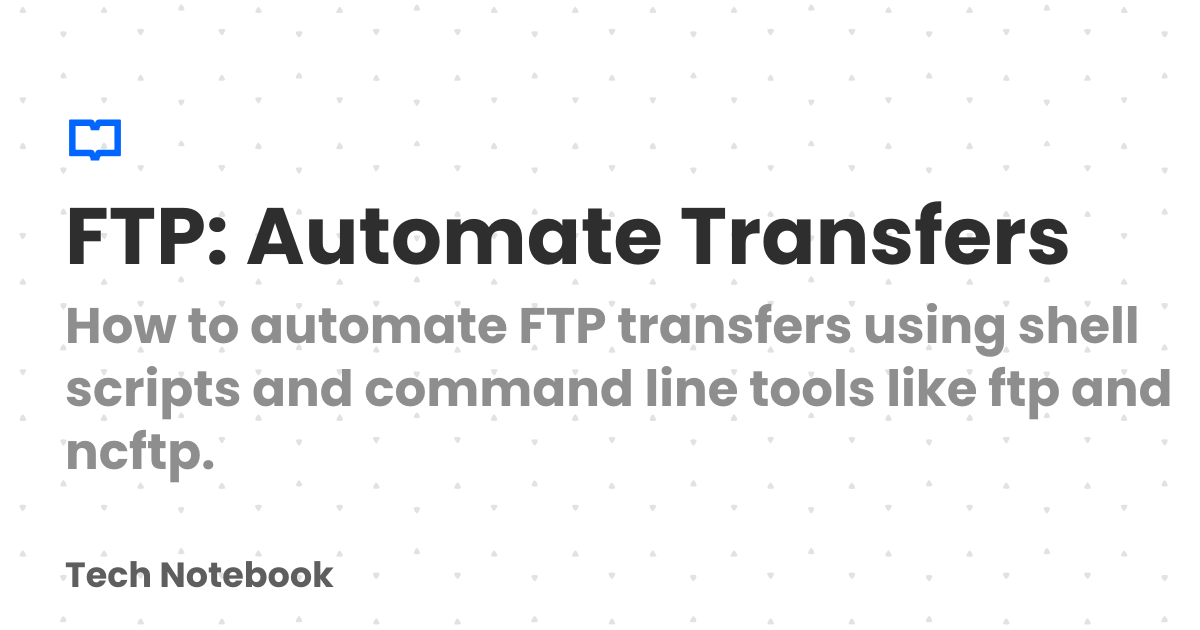 FTP: Automate Transfers
How to automate FTP transfers using shell
scripts and command line tools like ftp and
ncftp.
Tech Notebook